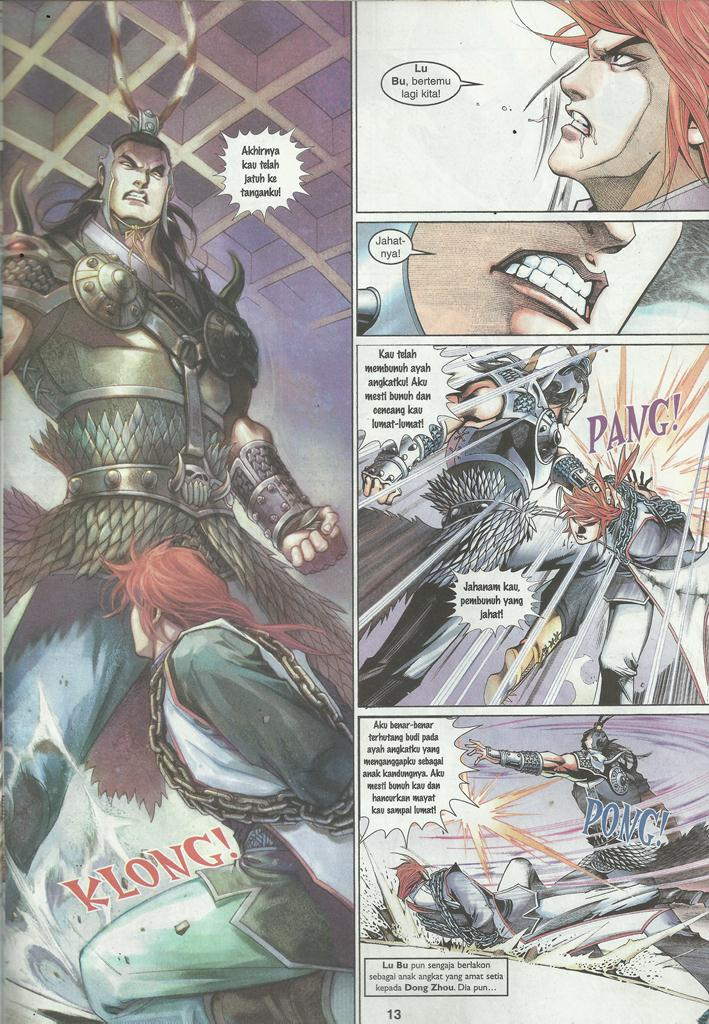 Akhirnya
kau telah
jatuh ke
tanganku!
KLONG!
Lu
Bu, bertemu
lagi kita!
Jahat-
nya!
Kau telah
membunuh ayah
angkatku! Aku
mesti bunuh dan
cencang kau
lumat-lumat!
PANG!
Jahanam kau,
pembunuh yang
jahat!
Aku benar-benar
terhutang budi pada
ayah angkatku yang
menganggapku sebagai
anak kandungnya. Aku
mesti bunuh kau dan
hancurkan mayat
kau sampai lumat!
PONG!
Lu Bu pun sengaja berlakon
sebagai anak angkat yang amat setia
kepada Dong Zhou. Dia pun...
13